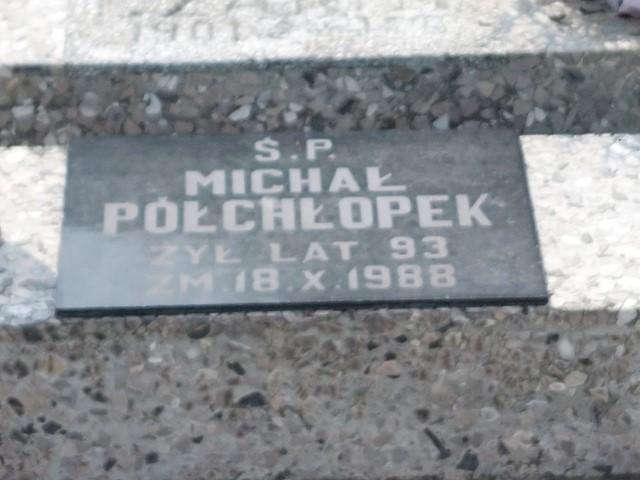 Ś.P.
MICHAŁ
PÓŁCHŁOPEK
ŻYŁ LAT 93
ZM.18.X.1988